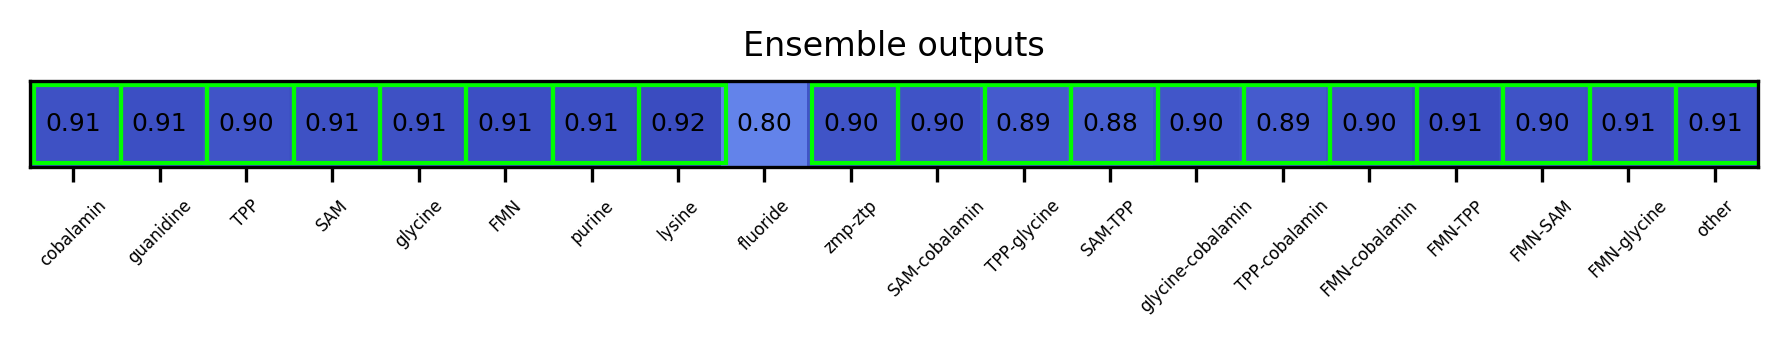 Ensemble outputs
0.91 0.91 0.90 0.91 0.91 0.91 0.91 0.92 0.80 0.90 0.90 0.89 0.88 0.90 0.89 0.90 0.91 0.90 0.91 0.91
cobalamin guanidine TPP SAM glycine FMN purine lysine fluoride zmp-ztp SAM-cobalamin TPP-glycine SAM-TPP glycine-cobalamin TPP-cobalamin FMN-cobalamin FMN-TPP FMN-SAM FMN-glycine other